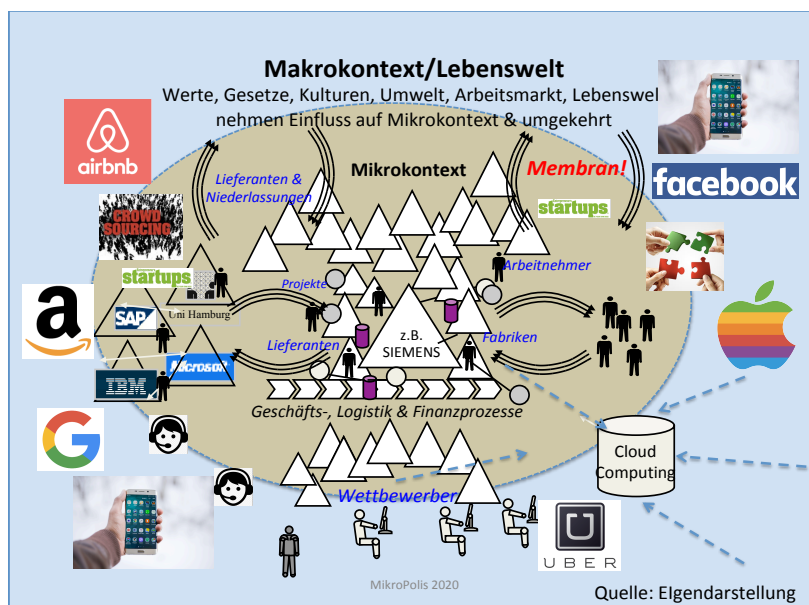 Makrokontext/Lebenswelt
Werte, Gesetze, Kulturen, Umwelt, Arbeitsmarkt, Lebenswel
nehmen Einfluss auf Mikrokontext & umgekehrt
airbnb
Lieferanten &
Niederlassungen
Mikrokontext
Membran!
facebook
startups
CROWD
SOURCING
startups
Arbeitnehmer
Projekte
a
SAP
Uni Hamburg
z.B.
SIEMENS
Lieferanten
Fabriken
Microsof
IBM
Geschäfts-, Logistik & Finanzprozesse
G
Cloud
Computing
Wettbewerber
U
UBER
MikroPolis 2020
Quelle: EIgendarstellung